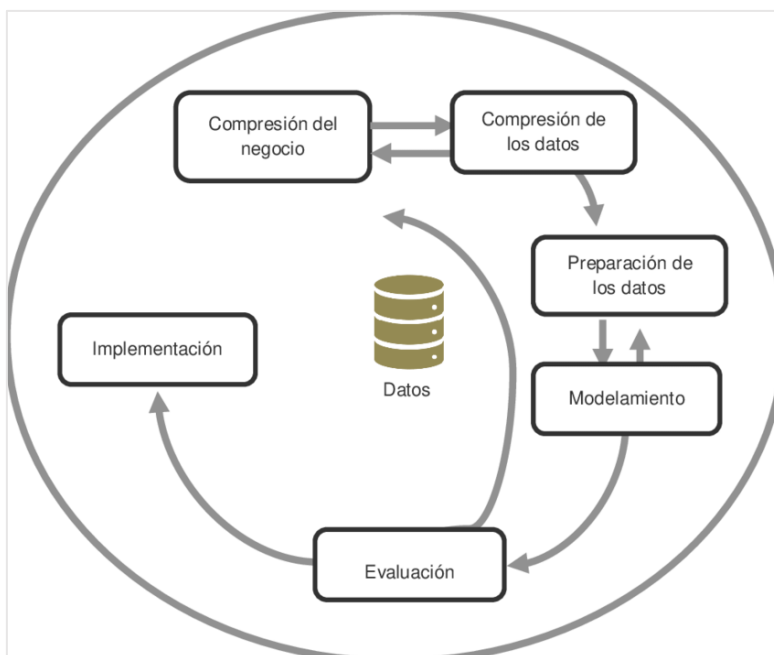 Compresión del
negocio
Compresión de
los datos
Preparación de
los datos
Implementación
Datos
Modelamiento
Evaluación